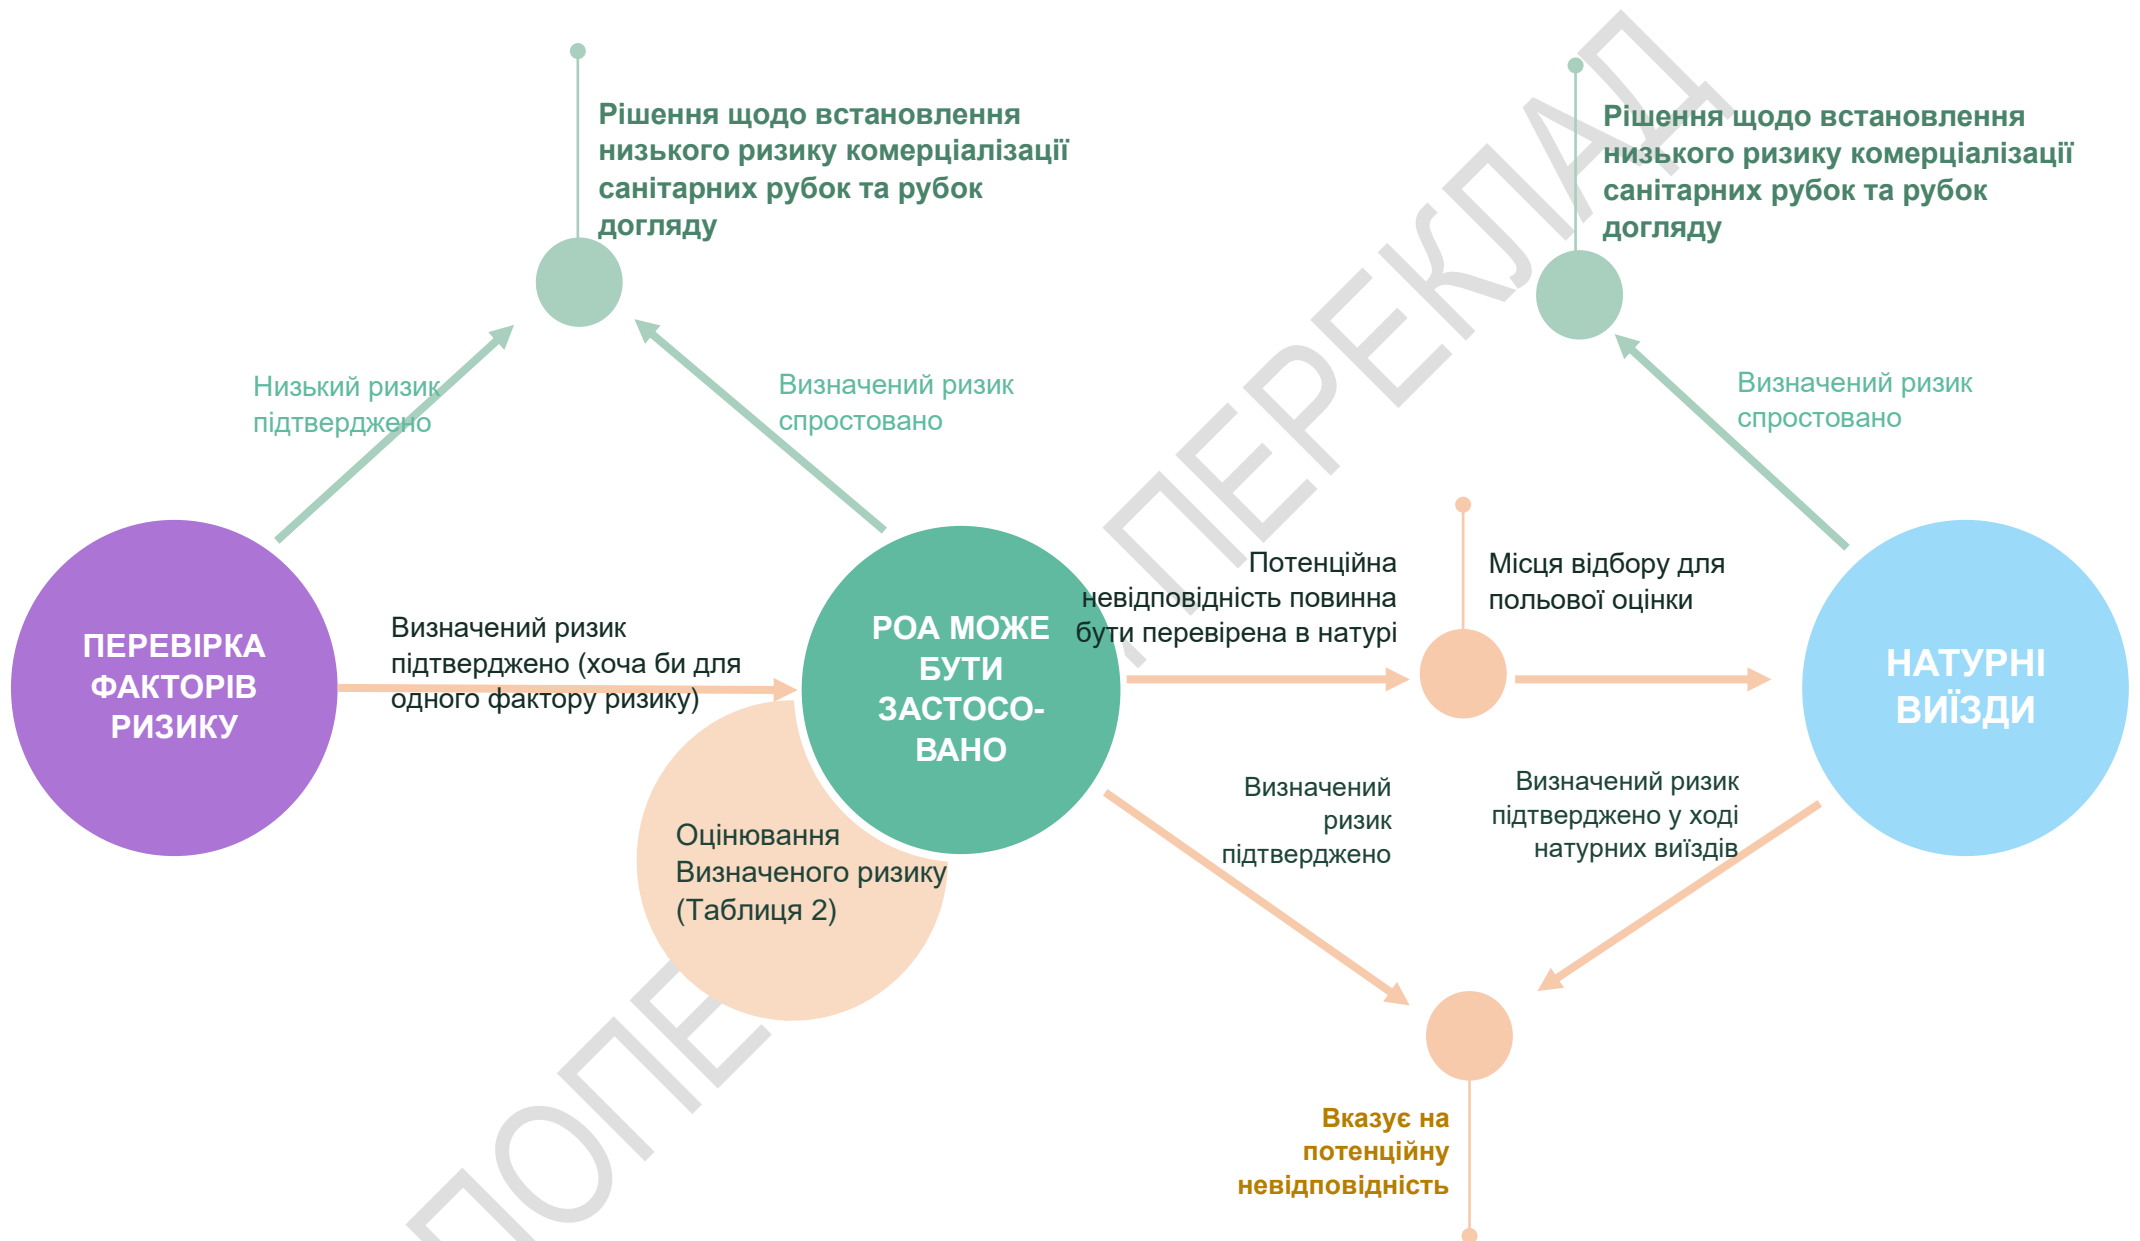 Рішення щодо встановлення
низького ризику комерціалізації
санітарних рубок та рубок
догляду
Рішення щодо встановлення
низького ризику комерціалізації
санітарних рубок та рубок
догляду
Низький ризик
підтверджено
Визначений ризик
спростовано
Визначений ризик
спростовано
ПЕРЕВІРКА
ФАКТОРІВ
РИЗИКУ
Визначений ризик
підтверджено (хоча би для
одного фактору ризику)
РОА МОЖЕ
БУТИ
ЗАСТОСО-
ВАНО
Оцінювання
Визначеного ризику
(Таблиця 2)
Потенційна
невідповідність повинна
бути перевірена в натурі
Місця відбору для
польової оцінки
НАТУРНІ
ВИЇЗДИ
Визначений
ризик
підтверджено
Визначений ризик
підтверджено у ході
натурних виїздів
Вказує на
потенційну
невідповідність
ПЕРЕКЛАД